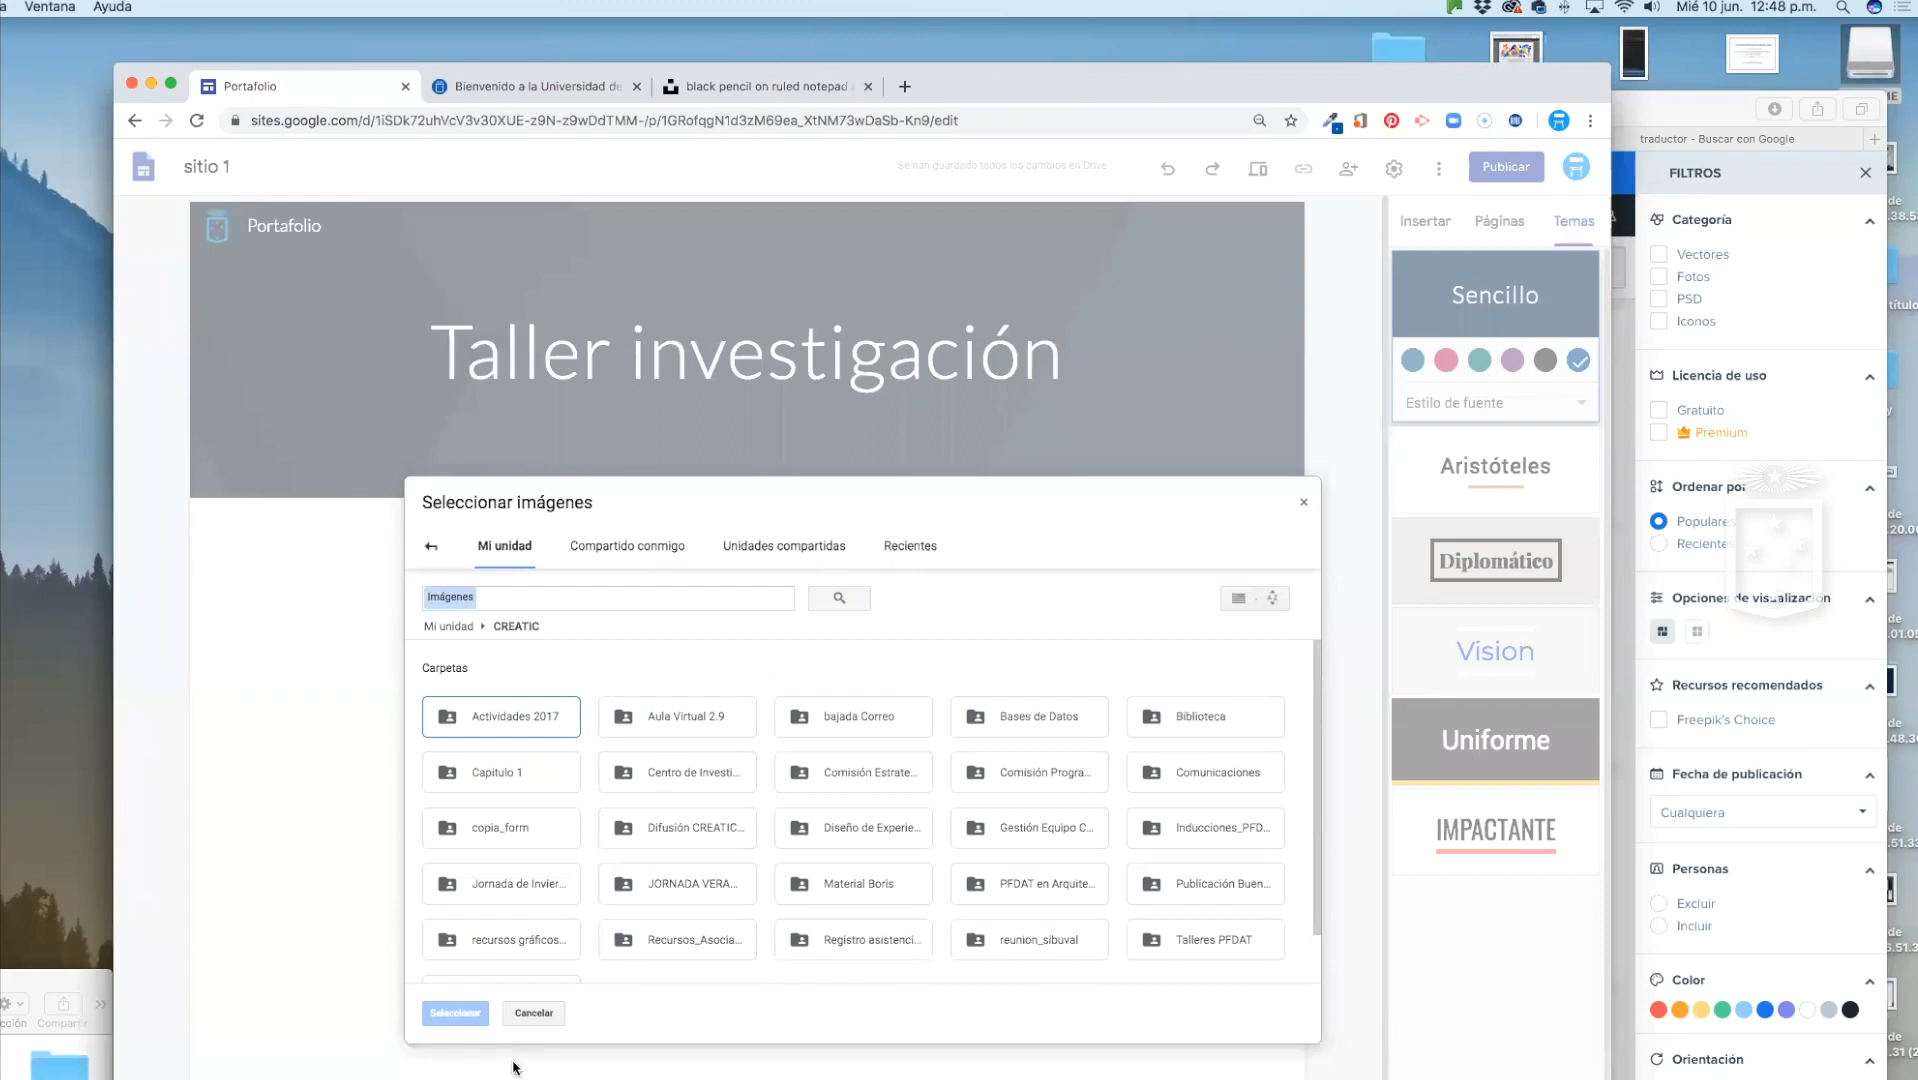 Ventana Ayuda Mié 10 jun. 12:48 p.m.
Portafolio Bienvenido a la Universidad de black pencil on ruled notepad
sites.google.com/d/1iSDk72uhVcV3v30XUE-z9N-z9wDdTMM-/p/1GRofqgN1d3zM69ea_XtNM73wDaSb-Kn9/edit
traductor - Buscar con Google
sitio 1 Se han guardado todos los cambios en Drive Publicar
FILTROS
Portafolio
Insertar Páginas Temas
Taller investigación
Sencillo
Estilo de fuente
Aristóteles
Diplomático
Vision
Uniforme
IMPACTANTE
Seleccionar imágenes
Mi unidad Compartido conmigo Unidades compartidas Recientes
Imágenes
Mi unidad CREATIC
Carpetas
Actividades 2017 Aula Virtual 2.9 bajada Correo Bases de Datos Biblioteca
Capitulo 1 Centro de Investi... Comisión Estrate... Comisión Progra... Comunicaciones
copia_form Difusión CREATIC... Diseño de Experie... Gestión Equipo C... Inducciones_PFD...
Jornada de Invier... JORNADA VERA... Material Boris PFDAT en Arquite... Publicación Buen...
recursos gráficos... Recursos_Asocia... Registro asistenci... reunion_sibuval Talleres PFDAT
Seleccionar Cancelar
Categoría
Vectores
Fotos
PSD
Iconos
Licencia de uso
Gratuito
Premium
Ordenar por
Populares
Recientes
Opciones de visualización
Recursos recomendados
Freepik's Choice
Fecha de publicación
Cualquiera
Personas
Excluir
Incluir
Color
Orientación
cción Compartir
título